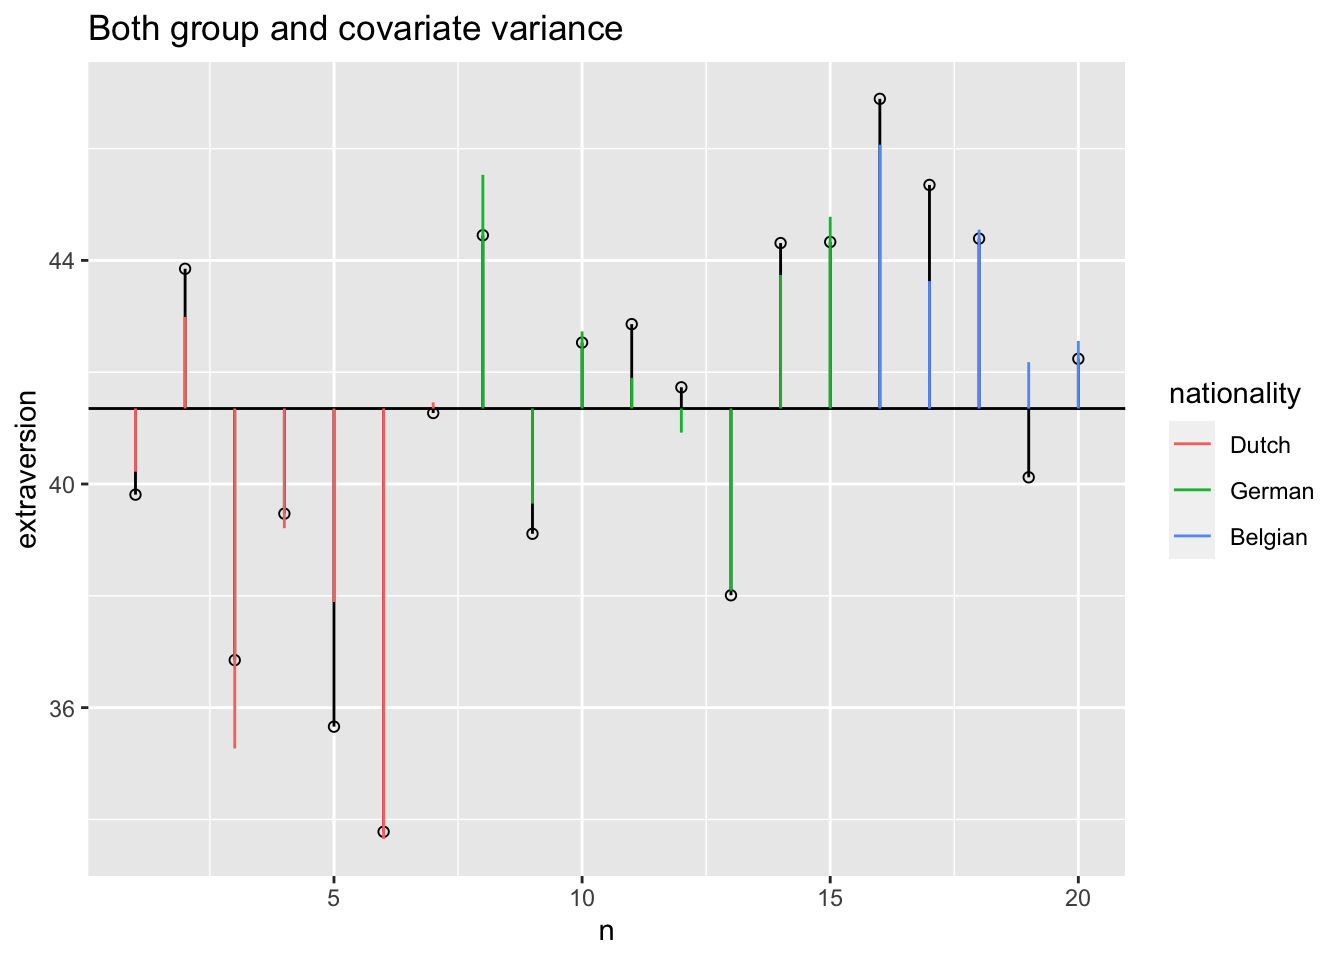 Both group and covariate variance
extraversion
44
40
36
5
10
15
20
n
nationality
Dutch
German
Belgian